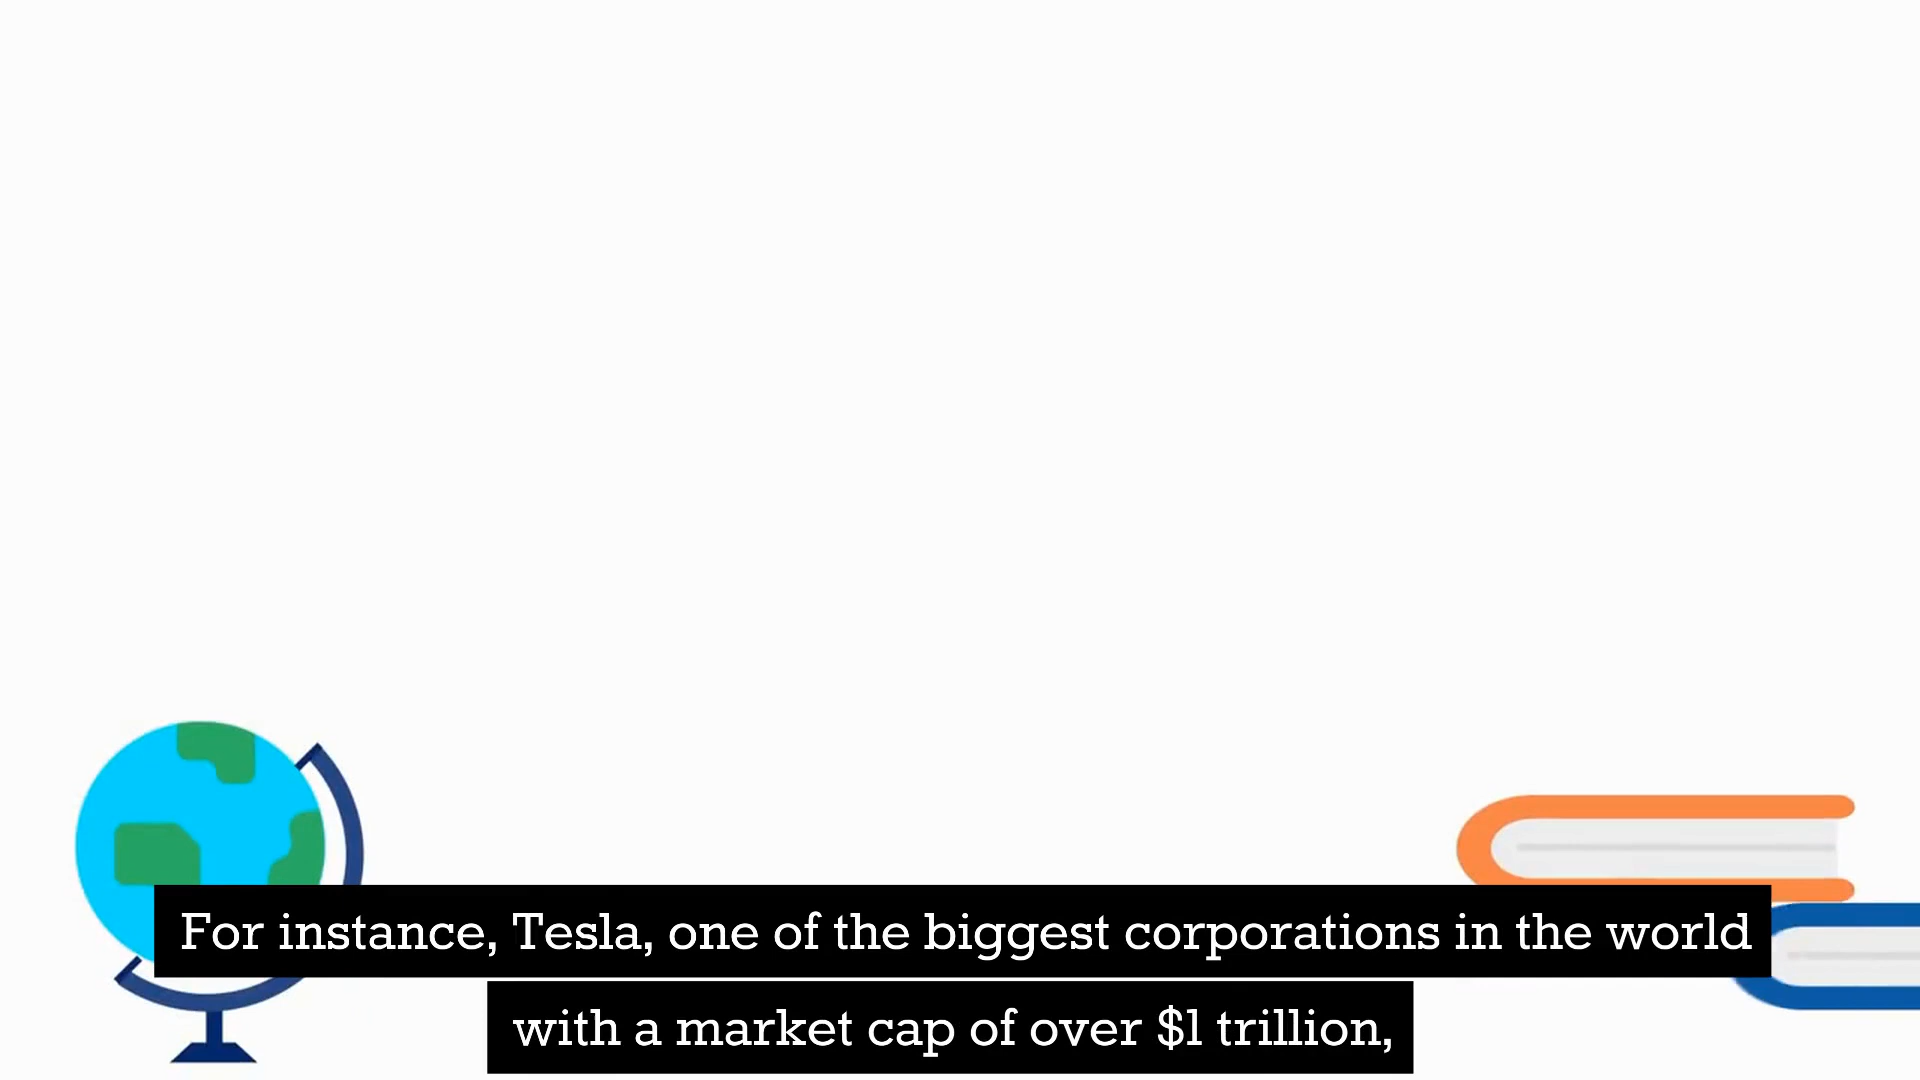 For instance, Tesla, one of the biggest corporations in the world
with a market cap of over $1 trillion,